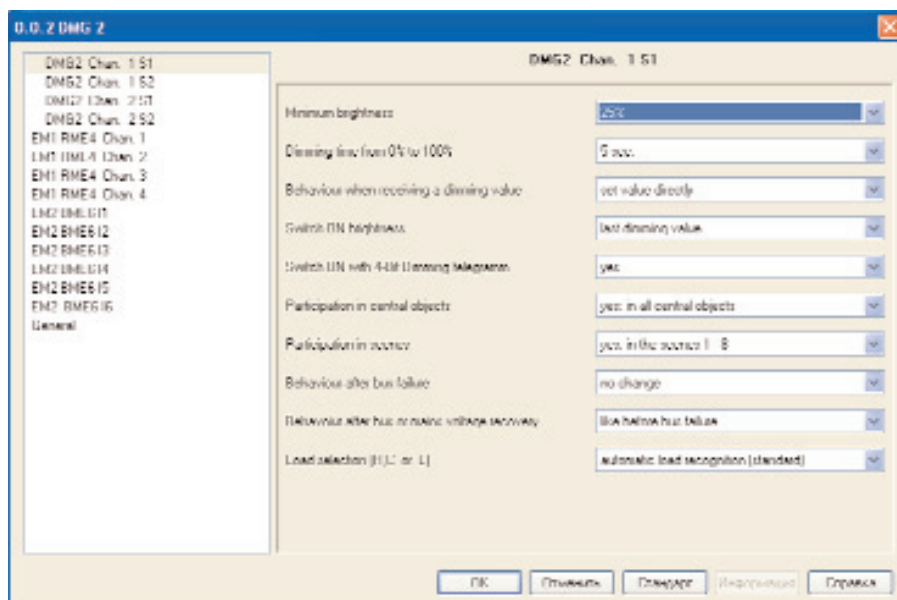 0.0.2 DMG 2
DMG2 Chan. 1 S1
DMG2 Chan. 1 S2
DMG2 Chan. 2 S1
DMG2 Chan. 2 S2
EM1 RME4 Chan. 1
EM1 RME4 Chan. 2
EM1 RME4 Chan. 3
EM1 RME4 Chan. 4
EM2 BME6 I1
EM2 BME6 I2
EM2 BME6 I3
EM2 BME6 I4
EM2 BME6 I5
EM2 BME6 I6
General
DMG2 Chan. 1 S1
Minimum brightness 25%
Dimming time from 0% to 100% 5 sec.
Behaviour when receiving a dimming value set value directly
Switch ON brightness last dimming value
Switch ON with 4-Bit Dimming telegramm yes
Participation in central objects yes: in all central objects
Participation in scenes yes: in the scenes 1 - 8
Behaviour after bus failure no change
Behaviour after bus or mains voltage recovery like before bus failure
Load selection (R,C or L) automatic load recognition (standard)
OK Отменить Стандарт Информация Справка